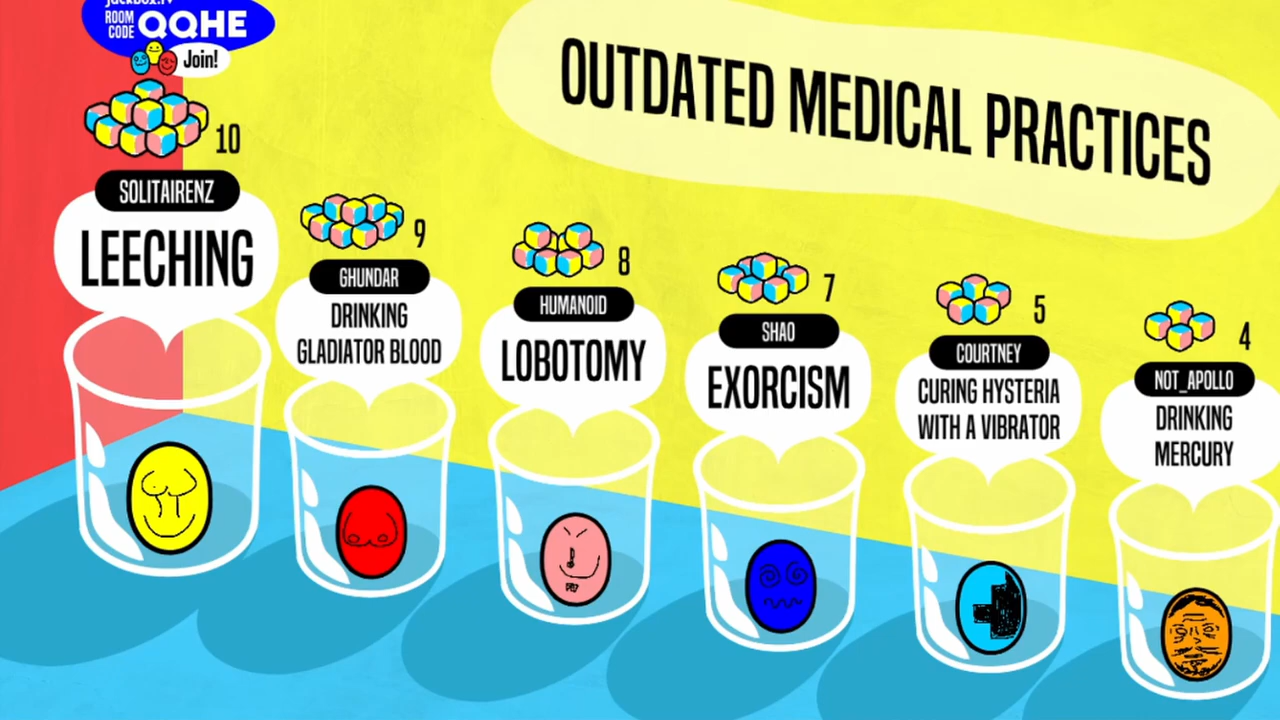 jackbox.tv
ROOM
CODE
QQHE
Join!
OUTDATED MEDICAL PRACTICES
10
SOLITAIRENZ
LEECHING
9
GHUNDAR
DRINKING
GLADIATOR BLOOD
8
HUMANOID
LOBOTOMY
7
SHAO
EXORCISM
5
COURTNEY
CURING HYSTERIA
WITH A VIBRATOR
4
NOT_APOLLO
DRINKING
MERCURY